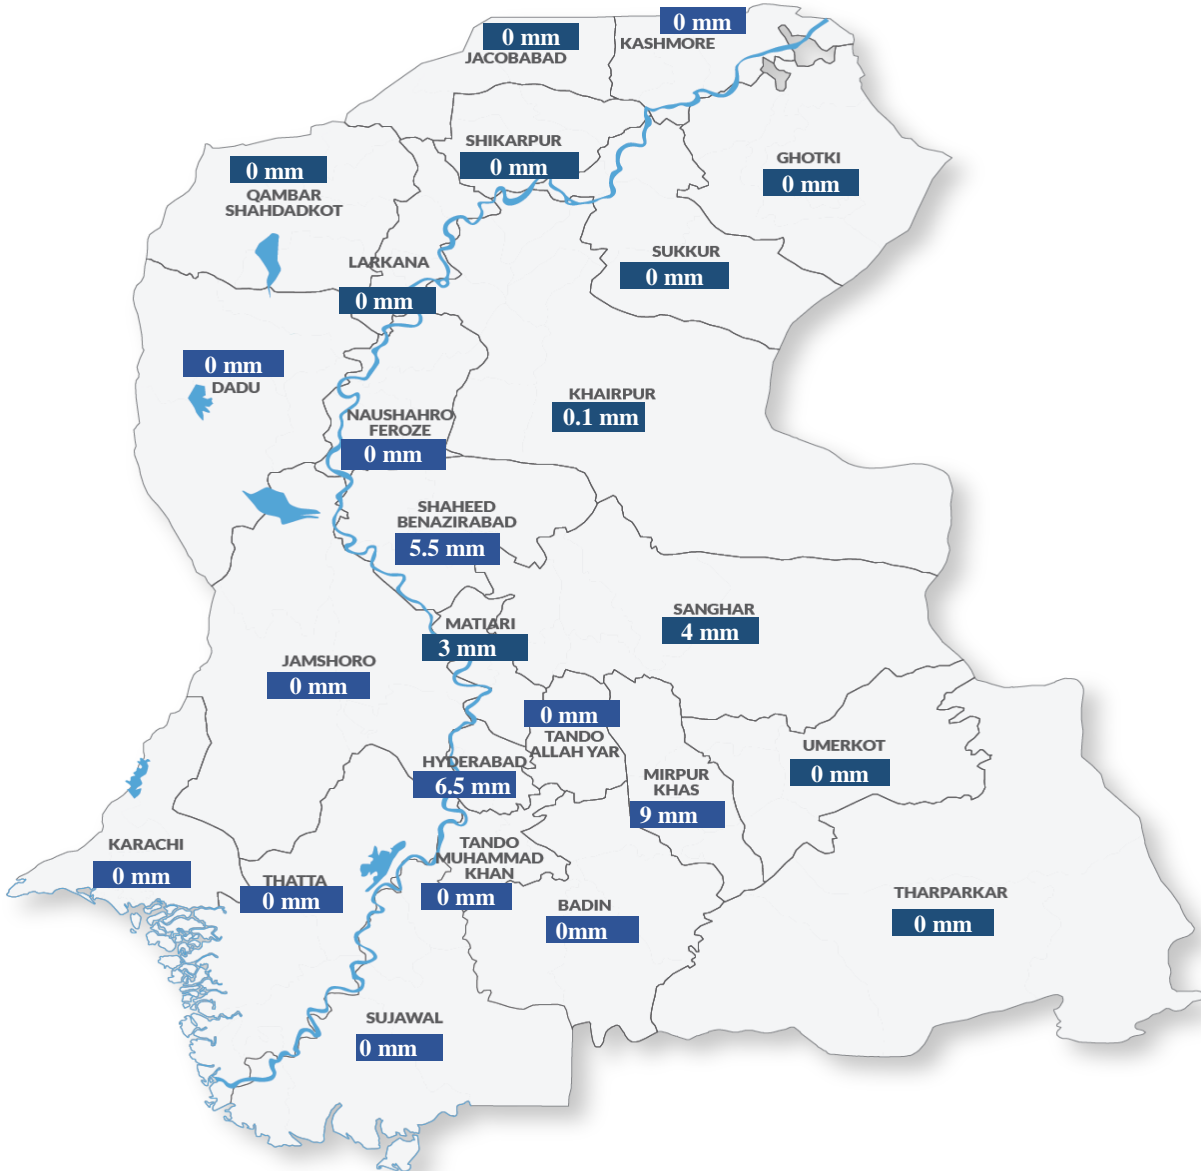 0 mm
JACOBABAD
0 mm
KASHMORE
SHIKARPUR
0 mm
GHOTKI
0 mm
0 mm
QAMBAR
SHAHDADKOT
SUKKUR
0 mm
LARKANA
0 mm
0 mm
DADU
KHAIRPUR
0.1 mm
NAUSHAHRO
FEROZE
0 mm
SHAHEED
BENAZIRABAD
5.5 mm
SANGHAR
4 mm
MATIARI
3 mm
JAMSHORO
0 mm
0 mm
TANDO
ALLAH YAR
UMERKOT
0 mm
HYDERABAD
6.5 mm
MIRPUR
KHAS
9 mm
KARACHI
0 mm
THATTA
0 mm
TANDO
MUHAMMAD
KHAN
0 mm
BADIN
0mm
THARPARKAR
0 mm
SUJAWAL
0 mm